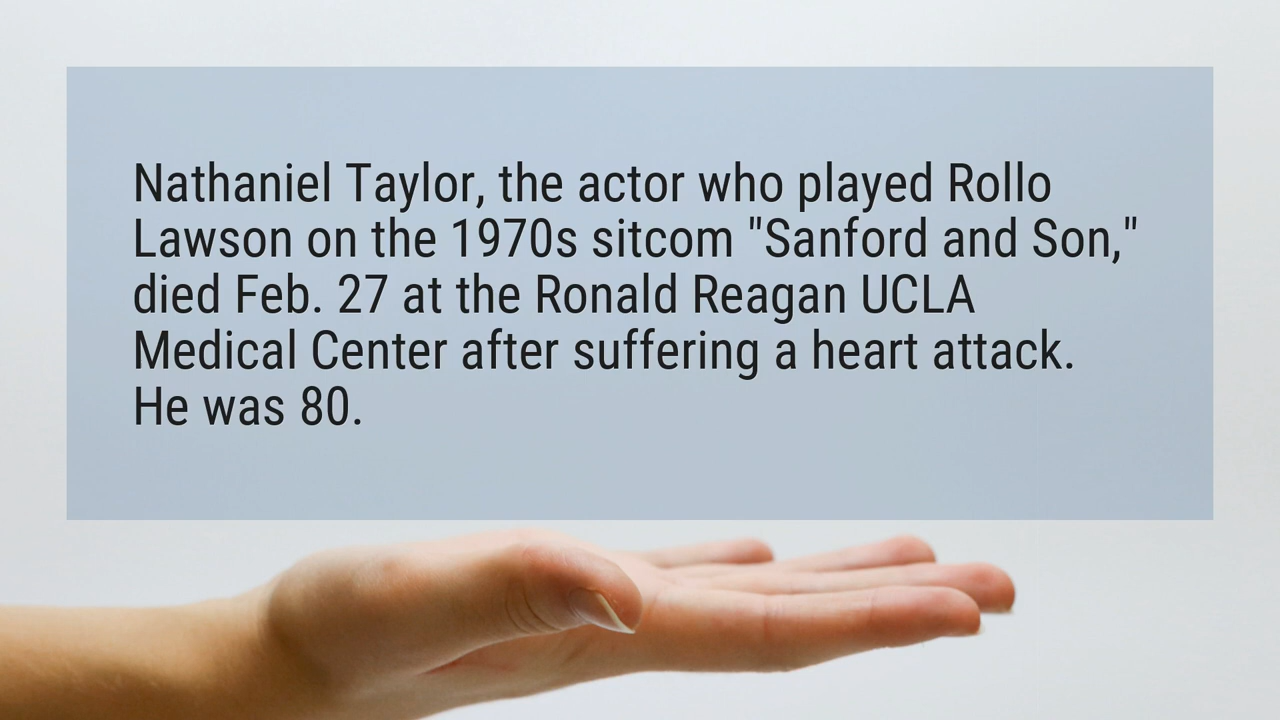 Nathaniel Taylor, the actor who played Rollo
Lawson on the 1970s sitcom "Sanford and Son,"
died Feb. 27 at the Ronald Reagan UCLA
Medical Center after suffering a heart attack.
He was 80.